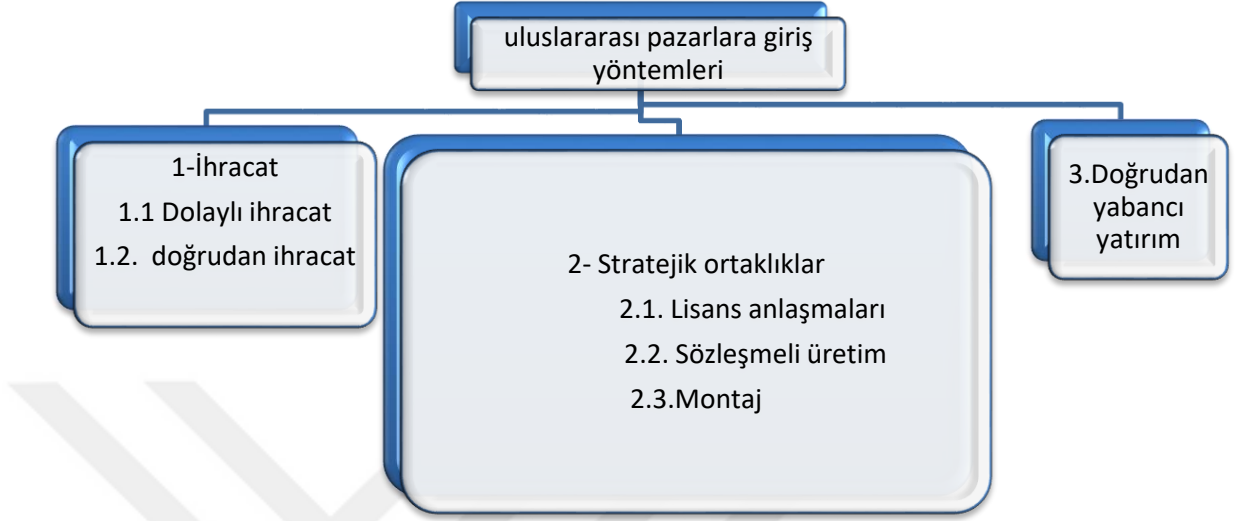 uluslararası pazarlara giriş
yöntemleri
1-İhracat
1.1 Dolaylı ihracat
1.2. doğrudan ihracat
2- Stratejik ortaklıklar
2.1. Lisans anlaşmaları
2.2. Sözleşmeli üretim
2.3.Montaj
3.Doğrudan
yabancı
yatırım